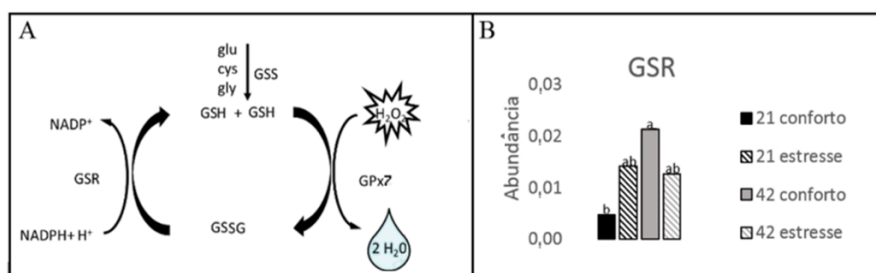 A
glu
cys
gly
GSS
GSH + GSH
NADP⁺
H₂O₂
GSR
GPx7
NADPH+ H⁺
GSSG
2 H₂0
B
GSR
Abundância
0,03
0,02
0,01
0,00
b
ab
a
ab
21 conforto
21 estresse
42 conforto
42 estresse